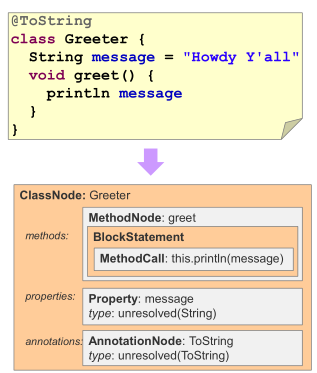 @ToString
class Greeter {
String message = "Howdy Y'all"
void greet() {
println message
}
}
ClassNode: Greeter
methods:
MethodNode: greet
BlockStatement
MethodCall: this.println(message)
properties:
Property: message
type: unresolved(String)
annotations:
AnnotationNode: ToString
type: unresolved(ToString)